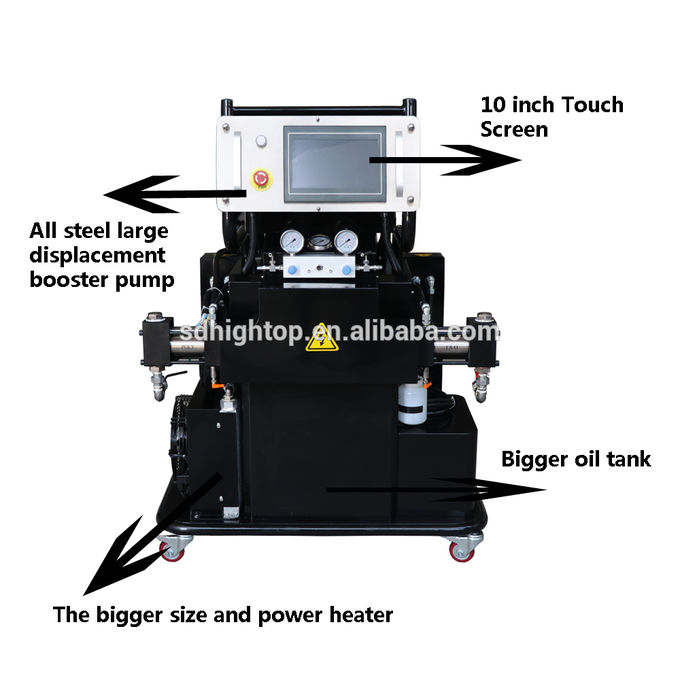 10 inch Touch
Screen
All steel large
displacement
booster pump
sdhightop.en.alibaba.com
Bigger oil tank
The bigger size and power heater